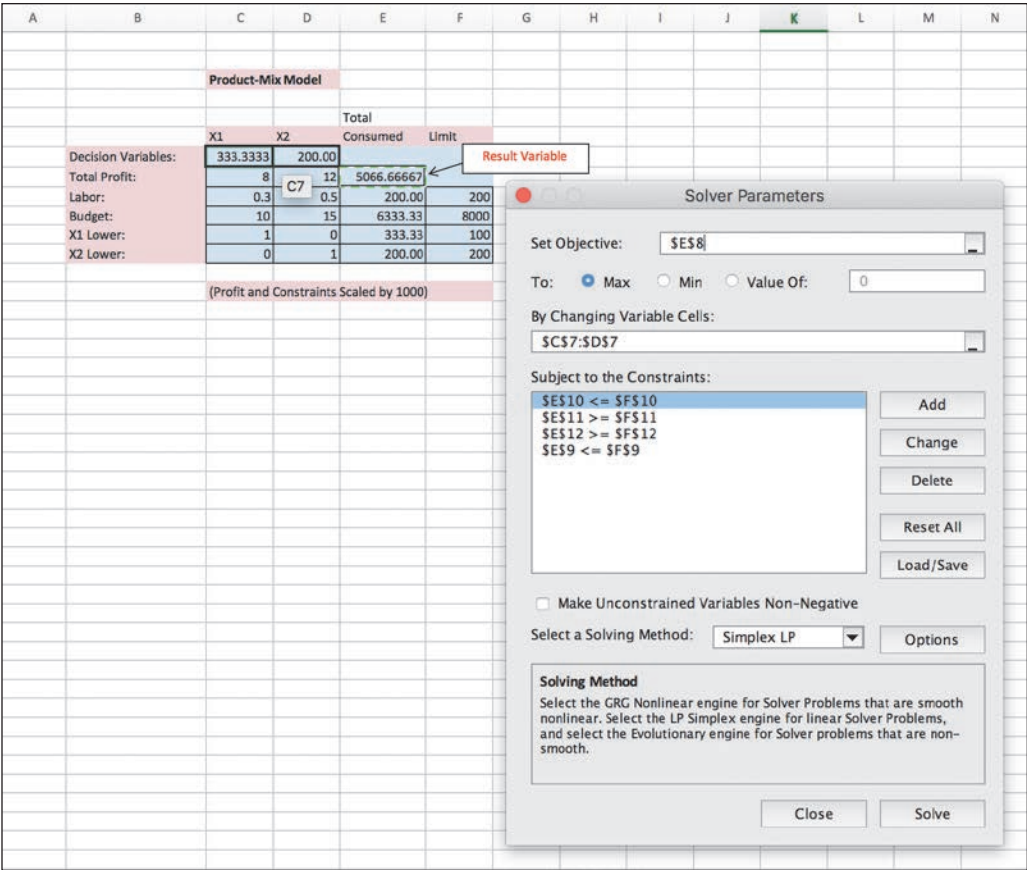 A B C D E F G H I J K L M N
Product-Mix Model
Total
X1 X2 Consumed Limit
Decision Variables: 333.3333 200.00
Result Variable
Total Profit: 8 12 5066.66667
C7
Labor: 0.3 0.5 200.00 200
Budget: 10 15 6333.33 8000
X1 Lower: 1 0 333.33 100
X2 Lower: 0 1 200.00 200
(Profit and Constraints Scaled by 1000)
Solver Parameters
Set Objective: $E$8
To: Max Min Value Of: 0
By Changing Variable Cells:
$C$7:$D$7
Subject to the Constraints:
$E$10 <= $F$10
$E$11 >= $F$11
$E$12 >= $F$12
$E$9 <= $F$9
Add
Change
Delete
Reset All
Load/Save
Make Unconstrained Variables Non-Negative
Select a Solving Method: Simplex LP Options
Solving Method
Select the GRG Nonlinear engine for Solver Problems that are smooth
nonlinear. Select the LP Simplex engine for linear Solver Problems,
and select the Evolutionary engine for Solver problems that are non-
smooth.
Close Solve